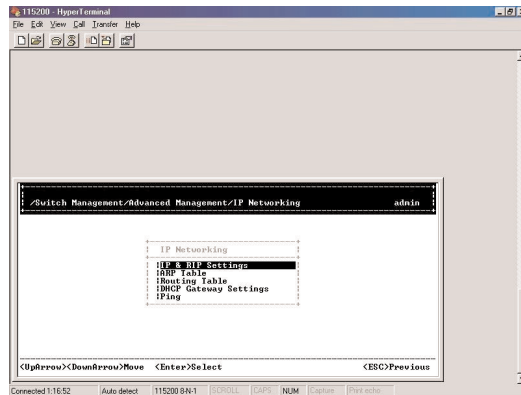 115200 - HyperTerminal
File Edit View Call Transfer Help
/Switch Management/Advanced Management/IP Networking admin
IP Networking
IP & RIP Settings
ARP Table
Routing Table
DHCP Gateway Settings
Ping
<UpArrow><DownArrow>Move <Enter>Select <ESC>Previous
Connected 1:16:52 Auto detect 115200 8-N-1 SCROLL CAPS NUM Capture Print echo